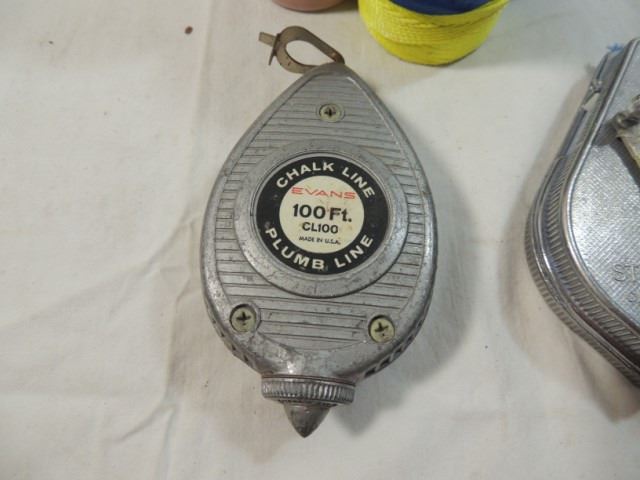 CHALK LINE
EVANS
100 Ft.
CL100
MADE IN U.S.A.
PLUMB LINE